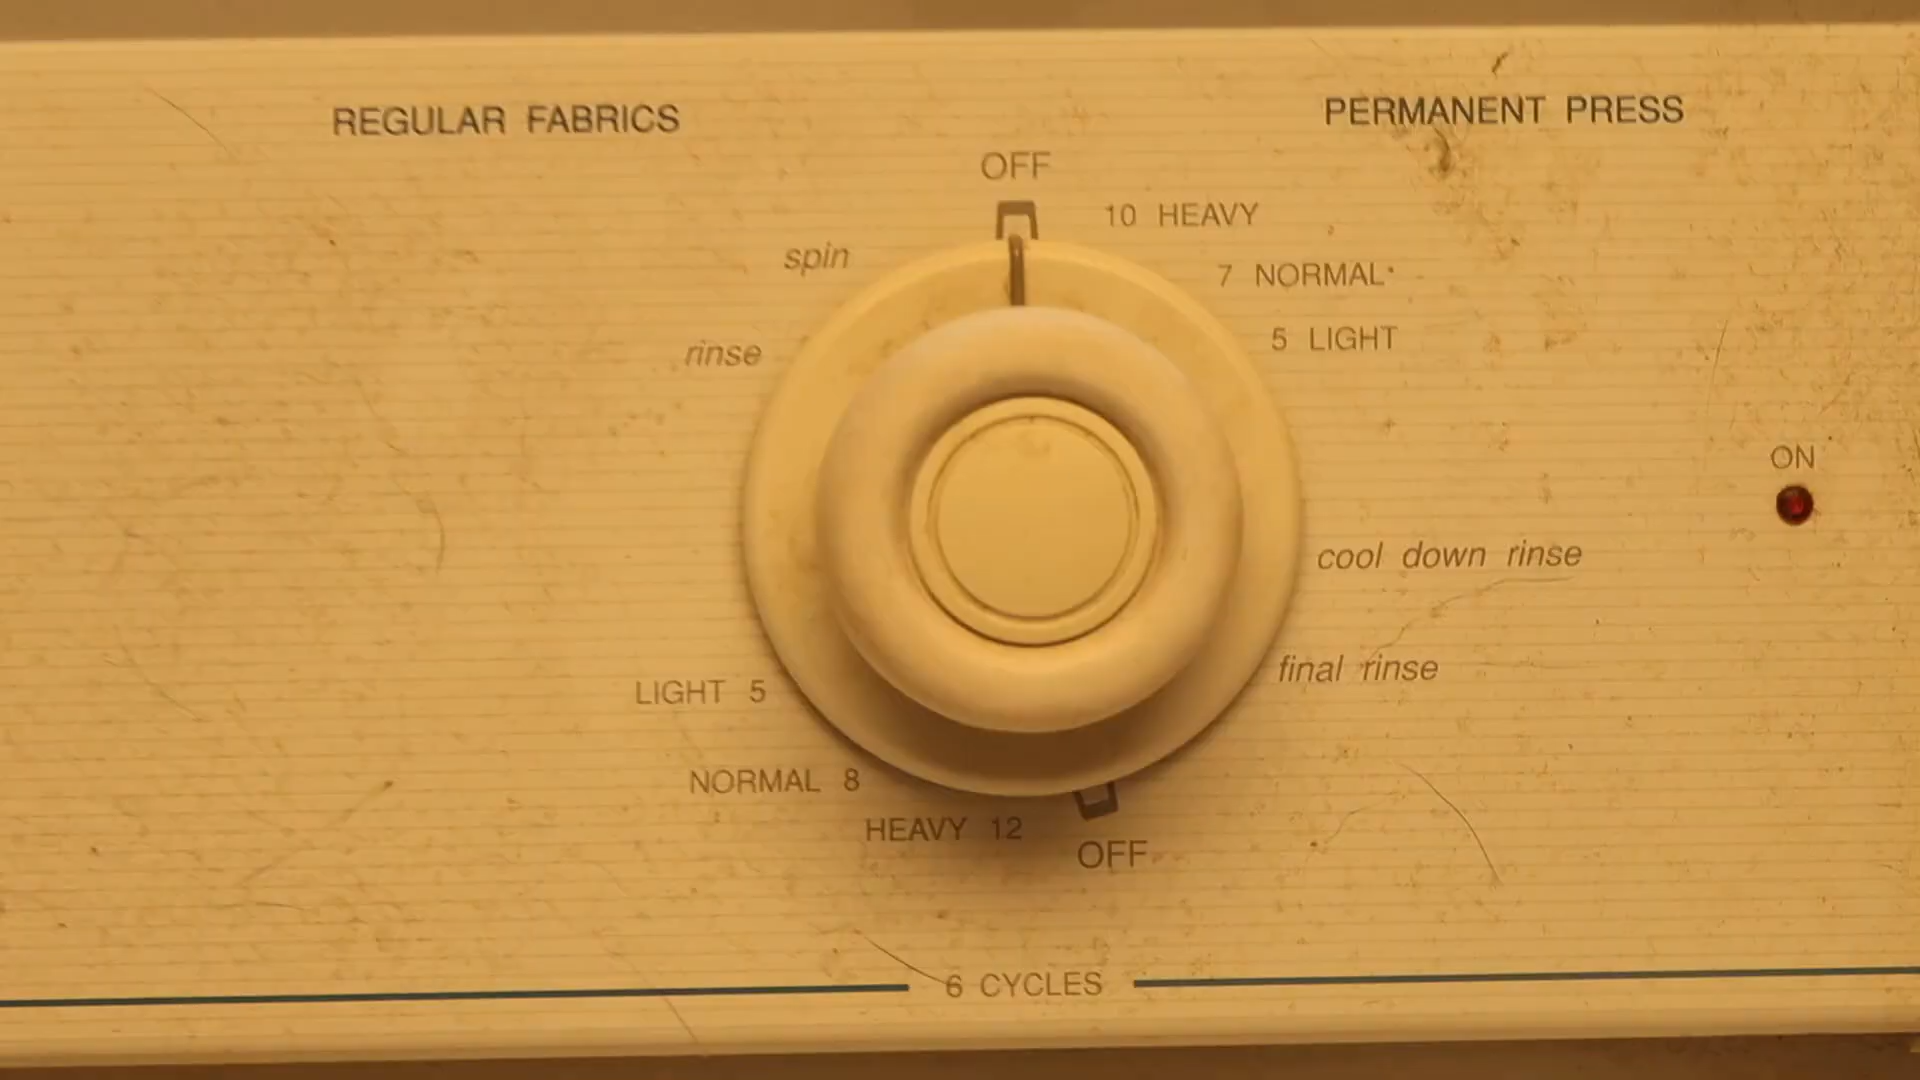 REGULAR FABRICS
PERMANENT PRESS
OFF
10 HEAVY
spin
7 NORMAL
5 LIGHT
rinse
ON
cool down rinse
final rinse
LIGHT 5
NORMAL 8
HEAVY 12
OFF
6 CYCLES